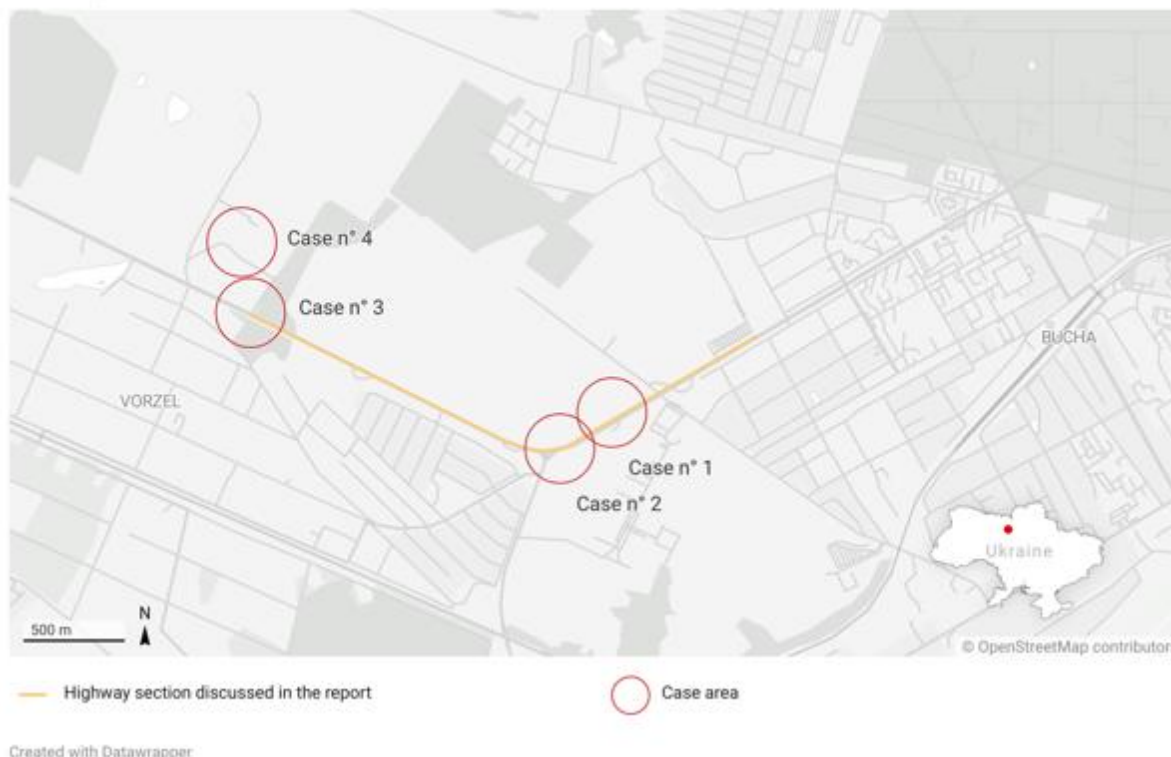 Case n° 4
Case n° 3
BUCHA
VORZEL
Case n° 1
Case n° 2
Ukraine
N
500 m
© OpenStreetMap contributor
Highway section discussed in the report
Case area
Created with Datawrapper